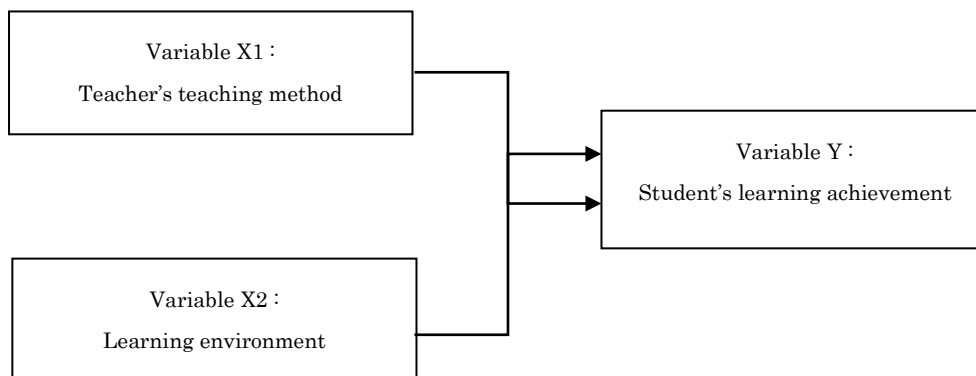 Variable X1 :
Teacher’s teaching method
Variable Y :
Student’s learning achievement
Variable X2 :
Learning environment